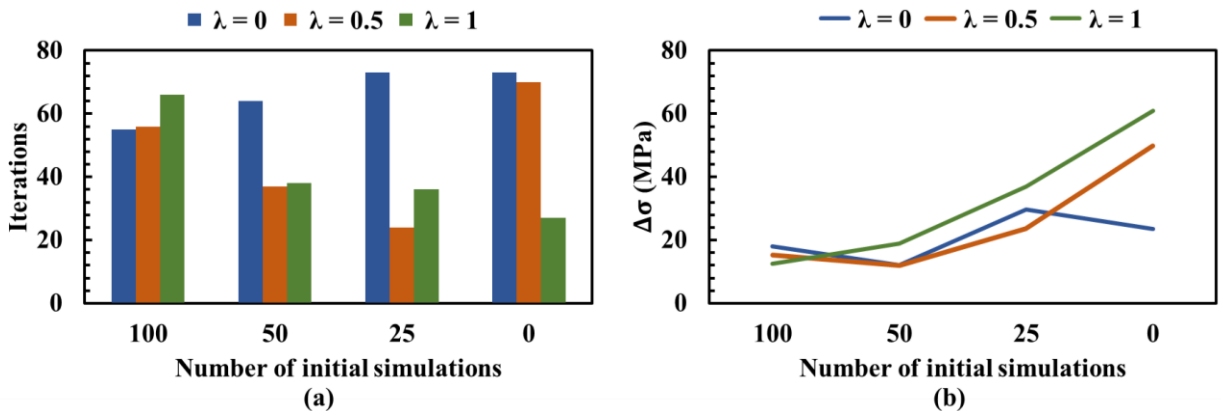 λ = 0 λ = 0.5 λ = 1
80
60
40
20
0
Iterations
100 50 25 0
Number of initial simulations
(a)
λ = 0 λ = 0.5 λ = 1
80
60
40
20
0
Δσ (MPa)
100 50 25 0
Number of initial simulations
(b)